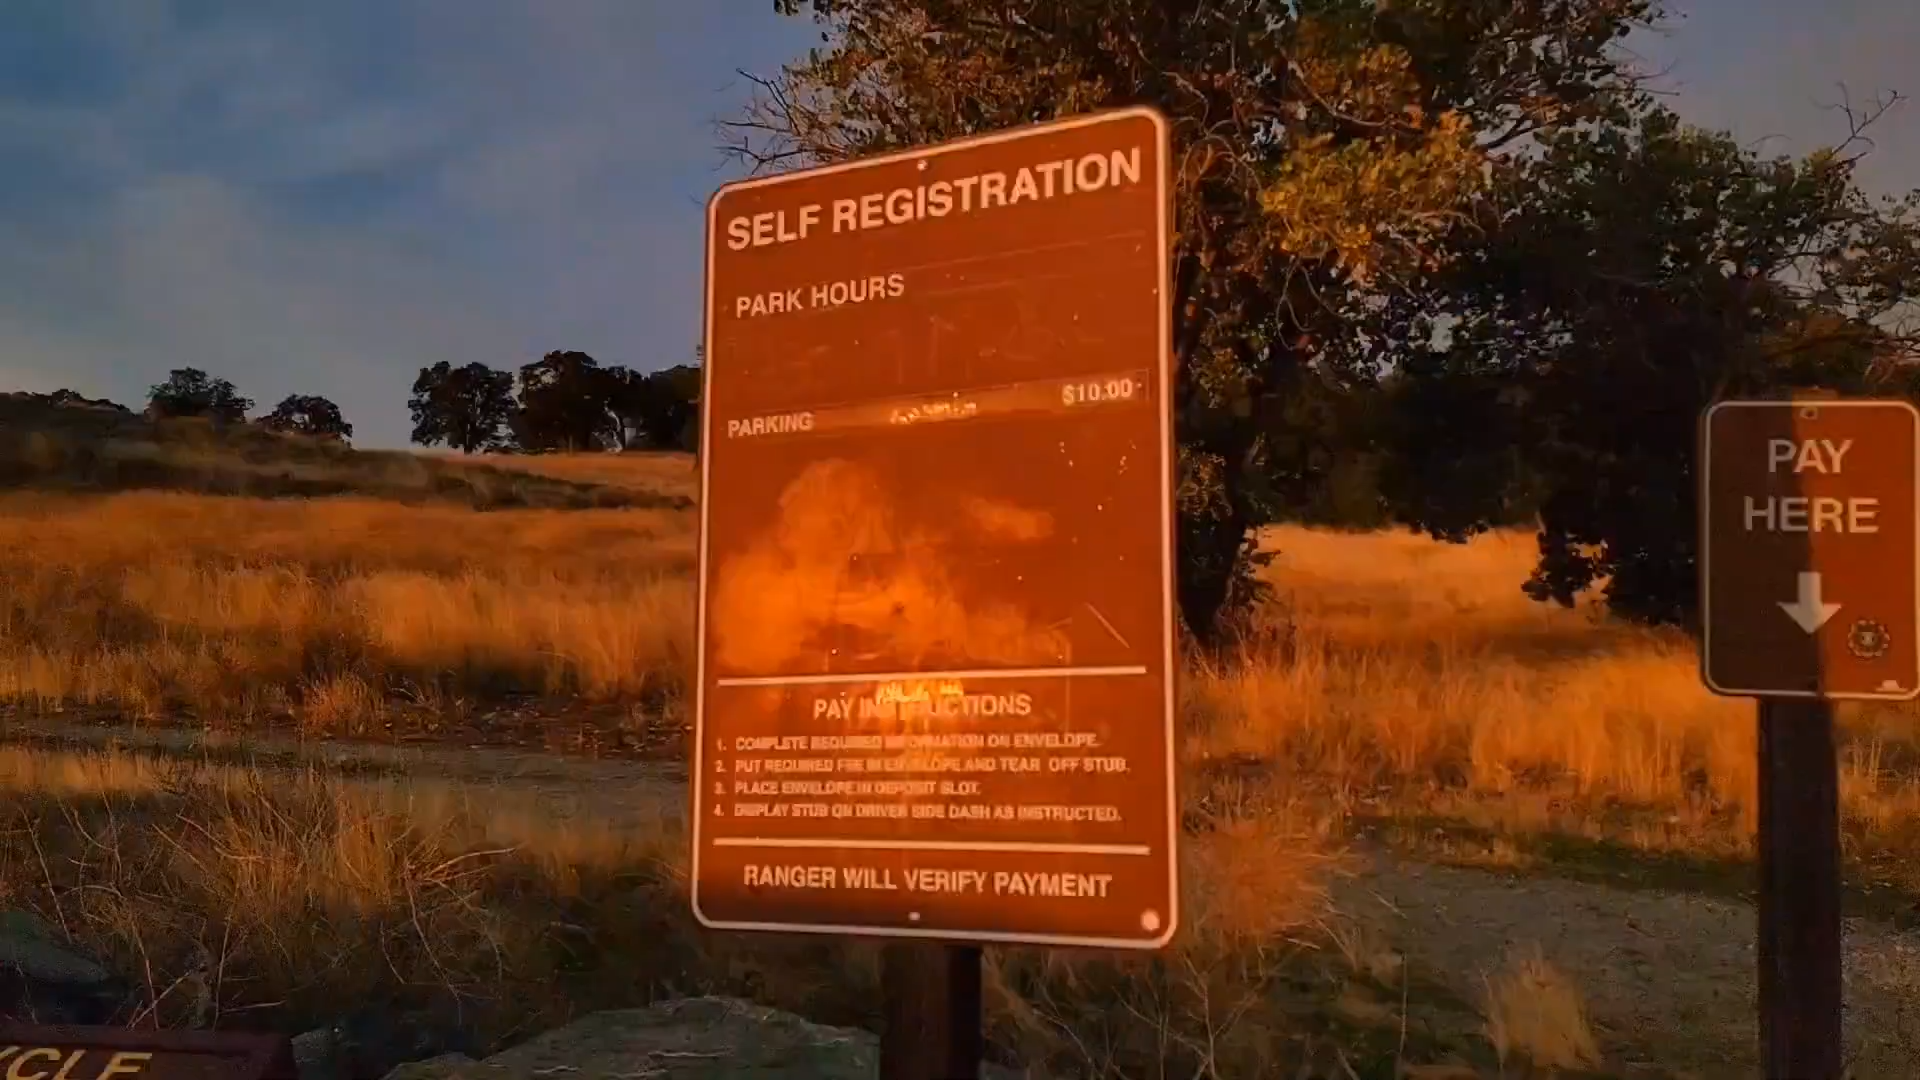 SELF REGISTRATION
PARK HOURS
PARKING $10.00
PAY INSTRUCTIONS
1. COMPLETE REQUIRED INFORMATION ON ENVELOPE.
2. PUT REQUIRED FEE IN ENVELOPE AND TEAR OFF STUB.
3. PLACE ENVELOPE IN DEPOSIT SLOT.
4. DISPLAY STUB ON DRIVER SIDE DASH AS INSTRUCTED.
RANGER WILL VERIFY PAYMENT
PAY
HERE
YCLE